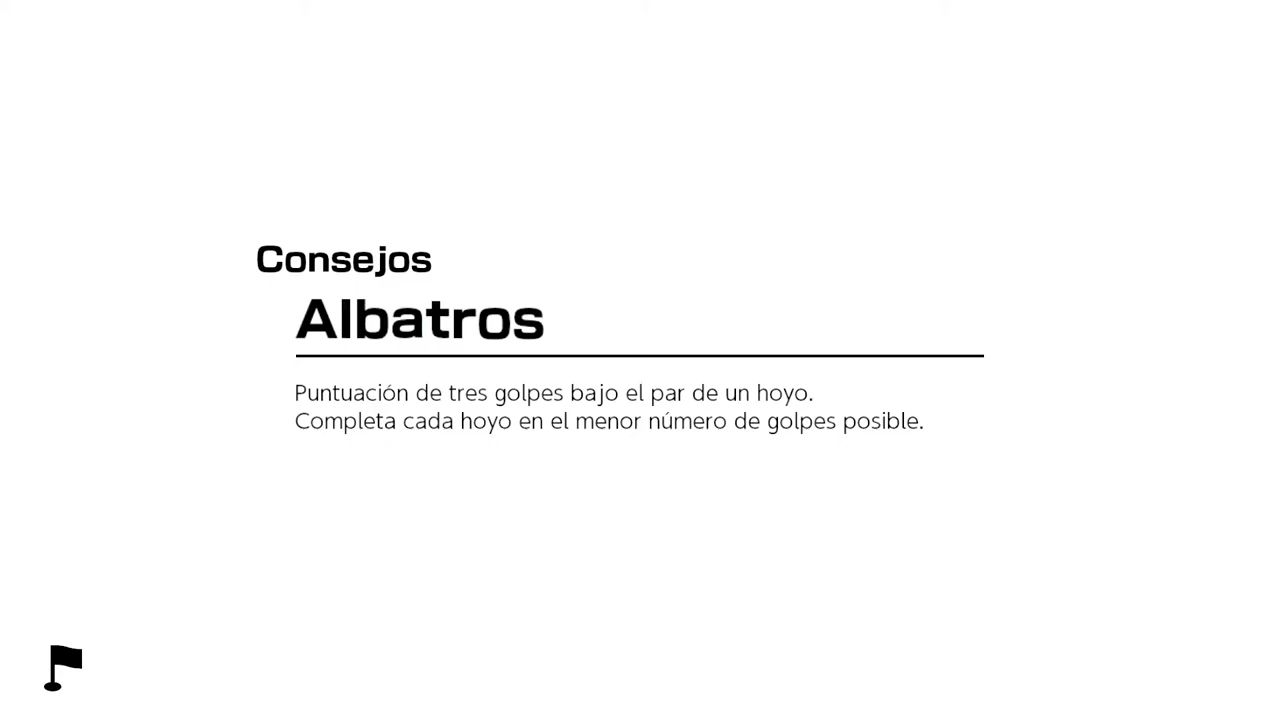 Consejos
Albatros
Puntuación de tres golpes bajo el par de un hoyo.
Completa cada hoyo en el menor número de golpes posible.